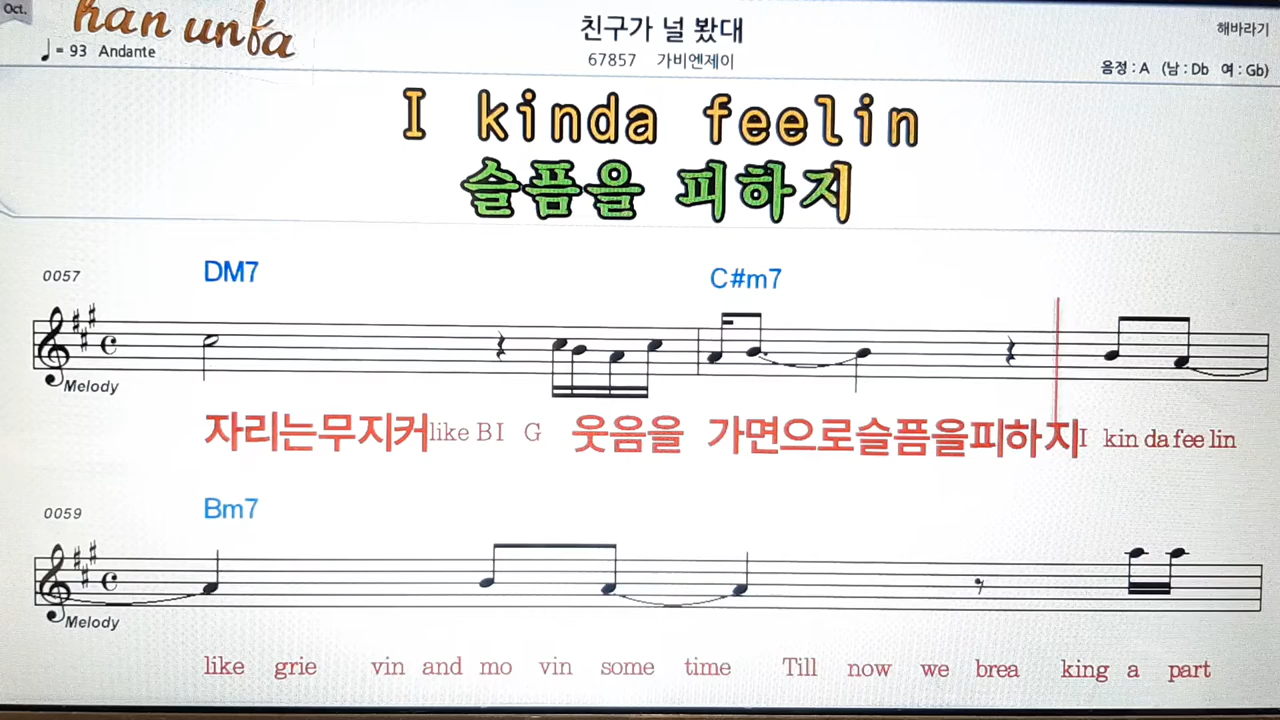 Oct.
han unfa
♩ = 93 Andante
친구가 널 봤대
67857 가비엔제이
해바라기
음정 : A (남 : Db 여 : Gb)
I kinda feelin
슬픔을 피하지
0057
DM7 C#m7
Melody
자리는무지커like BI G 웃음을 가면으로슬픔을피하지I kin da fee lin
0059
Bm7
Melody
like grie vin and mo vin some time Till now we brea king a part